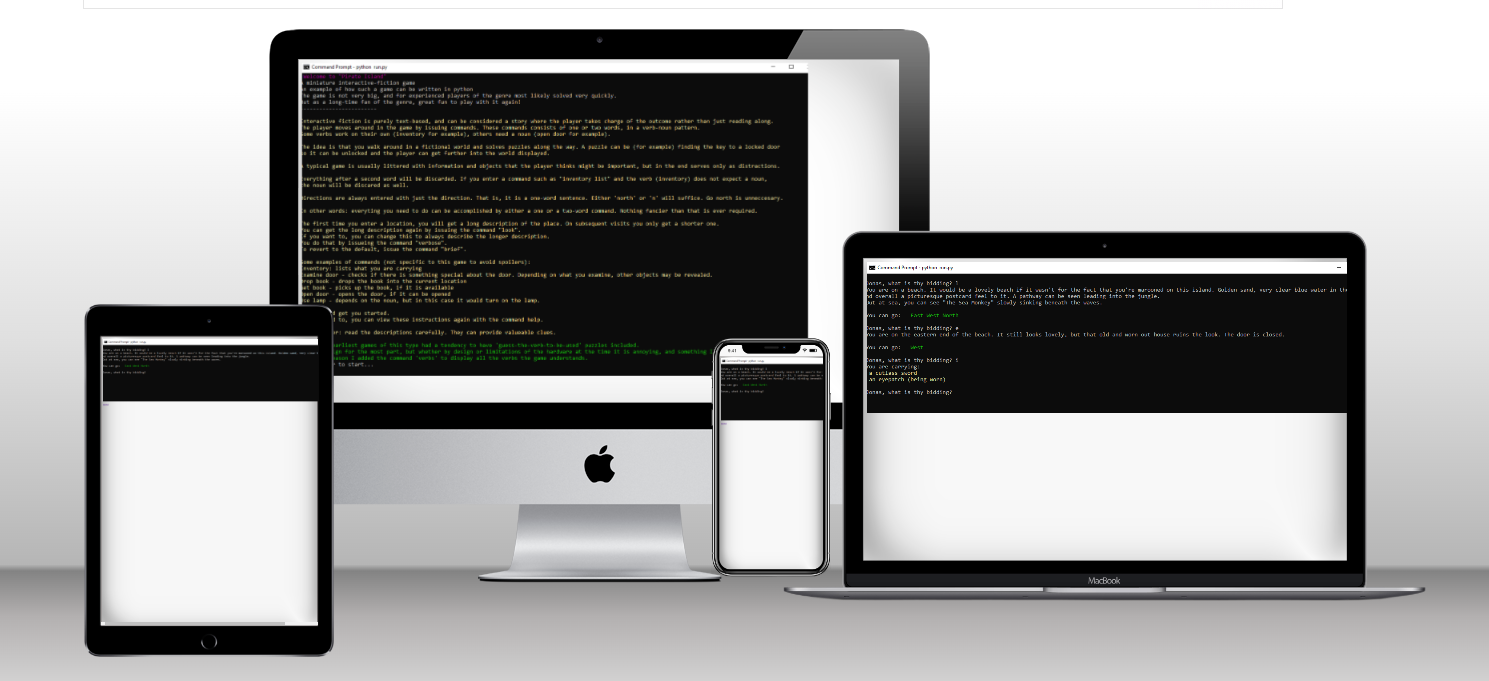 Command Prompt - python run.py
Welcome to "Pirate Island"
miniature interactive-fiction game
n example of how such a game can be written in python
he game is not very big, and for experienced players of the genre most likely solved very quickly.
ut as a long-time fan of the genre, great fun to play with it again!
-----------------------
nteractive fiction is purely text-based, and can be considered a story where the player takes charge of the outcome rather than just reading along.
he player moves around in the game by issuing commands. These commands consists of one or two words, in a verb-noun pattern.
ome verbs work on their own (inventory for example), others need a noun (open door for example).
he idea is that you walk around in a fictional world and solves puzzles along the way. A puzzle can be (for example) finding the key to a locked door
o it can be unlocked and the player can get further into the world displayed.
typical game is usually littered with information and objects that the player thinks might be important, but in the end serves only as distractions.
verything after a second word will be discarded. If you enter a command such as "inventory list" and the verb (inventory) does not expect a noun,
he noun will be discared as well.
irections are always entered with just the direction. That is, it is a one-word sentence. Either 'north' or 'n' will suffice. Go north is unneccesary.
n other words: everyting you need to do can be accomplished by either a one or a two-word command. Nothing fancier than that is ever required.
he first time you enter a location, you will get a long description of the place. On subsequent visits you only get a shorter one.
ou can get the long description again by issuing the command "look".
f you want to, you can change this to always describe the longer description.
ou do that by issueing the command "verbose".
o revert to the default, issue the command "brief".
ome examples of commands (not specific to this game to avoid spoilers):
nventory: lists what you are carrying
xamine door - checks if there is something special about the door. Depending on what you examine, other objects may be revealed.
rop book - drops the book into the current location
et book - picks up the book, if it is available
pen door - opens the door, if it can be opened
se lamp - depends on the noun, but in this case it would turn on the lamp.
d get you started.
d to, you can view these instructions again with the command help.
er: read the descriptions carefully. They can provide valueable clues.
earliest games of this type had a tendency to have 'guess-the-verb-to-be-used' puzzles included.
ign for the most part, but whether by design or limitations of the hardware at the time it is annoying, and something I
eason I added the command 'verbs' to display all the verbs the game understands.
r to start...
Command Prompt - python run.py
Jonas, what is thy bidding? l
You are on a beach. It would be a lovely beach if it wasn't for the fact that you're marooned on this island. Golden sand, very clear blue water in the
nd overall a picturesque postcard feel to it. A pathway can be seen leading into the jungle.
ut at sea, you can see "The Sea Monkey" slowly sinking beneath the waves.
You can go: East West North
Jonas, what is thy bidding? e
You are on the eastern end of the beach. It still looks lovely, but that old and worn out house ruins the look. The door is closed.
You can go: West
Jonas, what is thy bidding? i
You are carrying:
a cutlass sword
an eyepatch (being worn)
Jonas, what is thy bidding?
9:41
MacBook